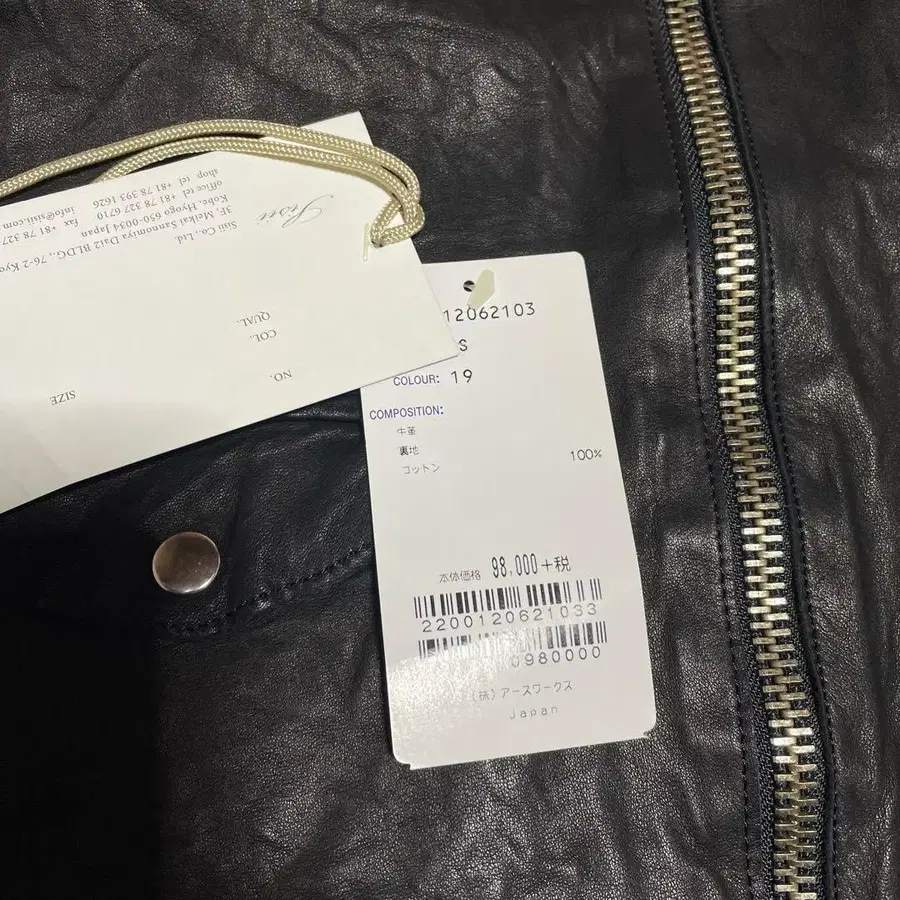 Sisii
Sisii Co., Ltd.
3F, Meikai Sanonomiya Dai2 BLDG., 76-2 Kyo
Kobe, Hyogo 650-0034 Japan
office tel +81 78 327 6710 fax +81 78 327
shop tel +81 78 393 1626 info@sisii.com
QUAL.
COL.
NO.
SIZE
12062103
S
COLOUR: 19
COMPOSITION:
牛革
裏地
コットン 100%
本体価格 98,000+税
2200120621033
0980000
(株)アースワークス
Japan